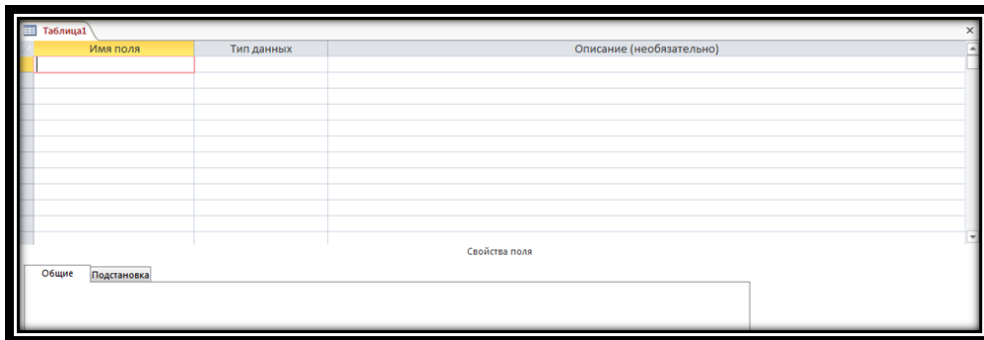 Таблица1
Имя поля Тип данных Описание (необязательно)
Свойства поля
Общие Подстановка